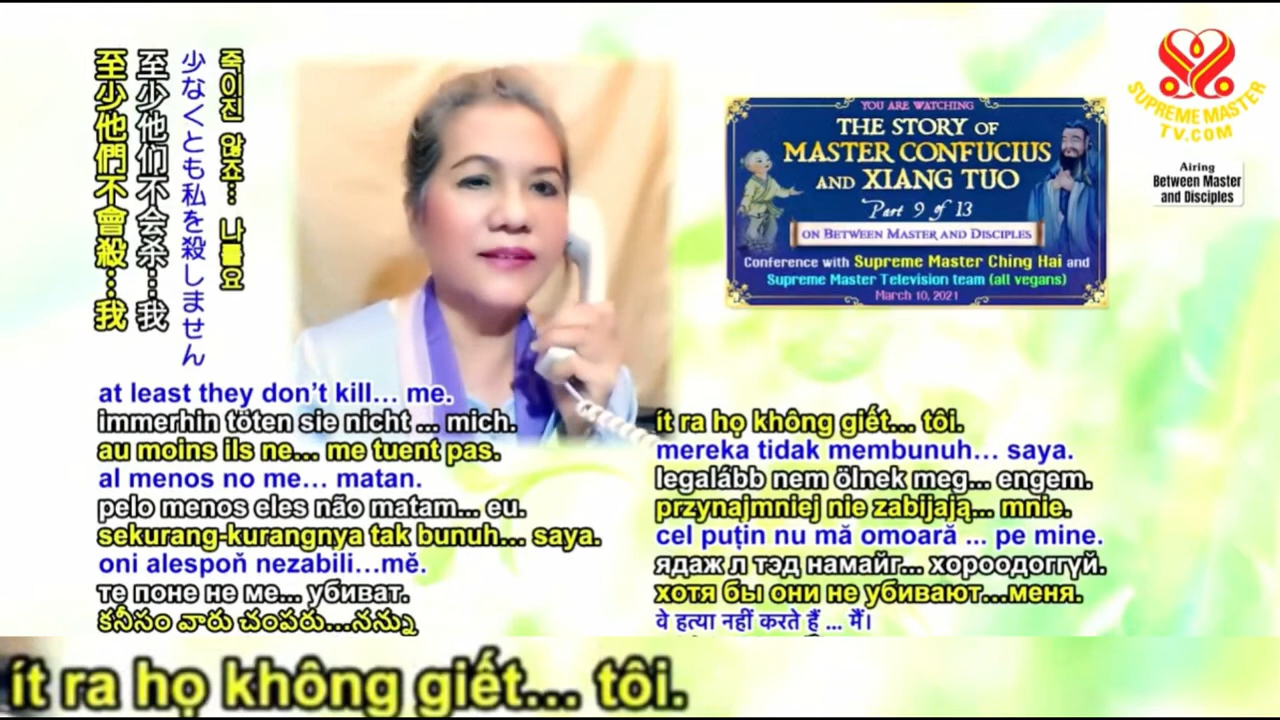 죽이진 않죠... 나를요
少なくとも私を殺しません
至少他们不会杀…我
至少他們不會殺…我
YOU ARE WATCHING
THE STORY OF
MASTER CONFUCIUS
AND XIANG TUO
Part 9 of 13
ON BETWEEN MASTER AND DISCIPLES
Conference with Supreme Master Ching Hai and
Supreme Master Television team (all vegans)
March 10, 2021
SUPREME MASTER
TV.COM
Airing
Between Master
and Disciples
at least they don’t kill… me.
immerhin töten sie nicht ... mich.
au moins ils ne... me tuent pas.
al menos no me… matan.
pelo menos eles não matam... eu.
sekurang-kurangnya tak bunuh... saya.
oni alespoň nezabili…mě.
те поне не ме... убиват.
కనీసం వారు చంపరు...నన్ను
ít ra họ không giết... tôi.
mereka tidak membunuh… saya.
legalább nem ölnek meg... engem.
przynajmniej nie zabijają... mnie.
cel puțin nu mă omoară ... pe mine.
ядаж л тэд намайг... хороодоггүй.
хотя бы они не убивают...меня.
वे हत्या नहीं करते हैं ... मैं।
ít ra họ không giết... tôi.